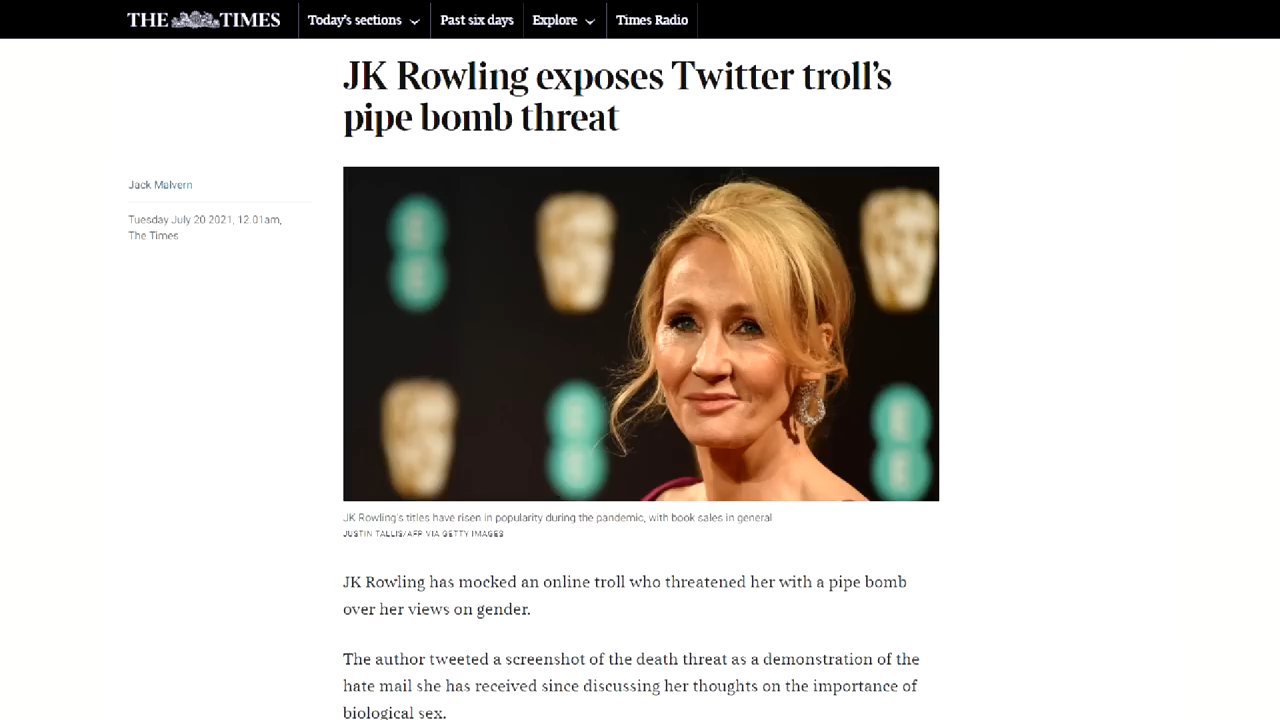 THE TIMES
Today's sections
Past six days
Explore
Times Radio
JK Rowling exposes Twitter troll's
pipe bomb threat
Jack Malvern
Tuesday July 20 2021, 12.01am,
The Times
JK Rowling's titles have risen in popularity during the pandemic, with book sales in general
JUSTIN TALLIS/AFP VIA GETTY IMAGES
JK Rowling has mocked an online troll who threatened her with a pipe bomb
over her views on gender.
The author tweeted a screenshot of the death threat as a demonstration of the
hate mail she has received since discussing her thoughts on the importance of
biological sex.